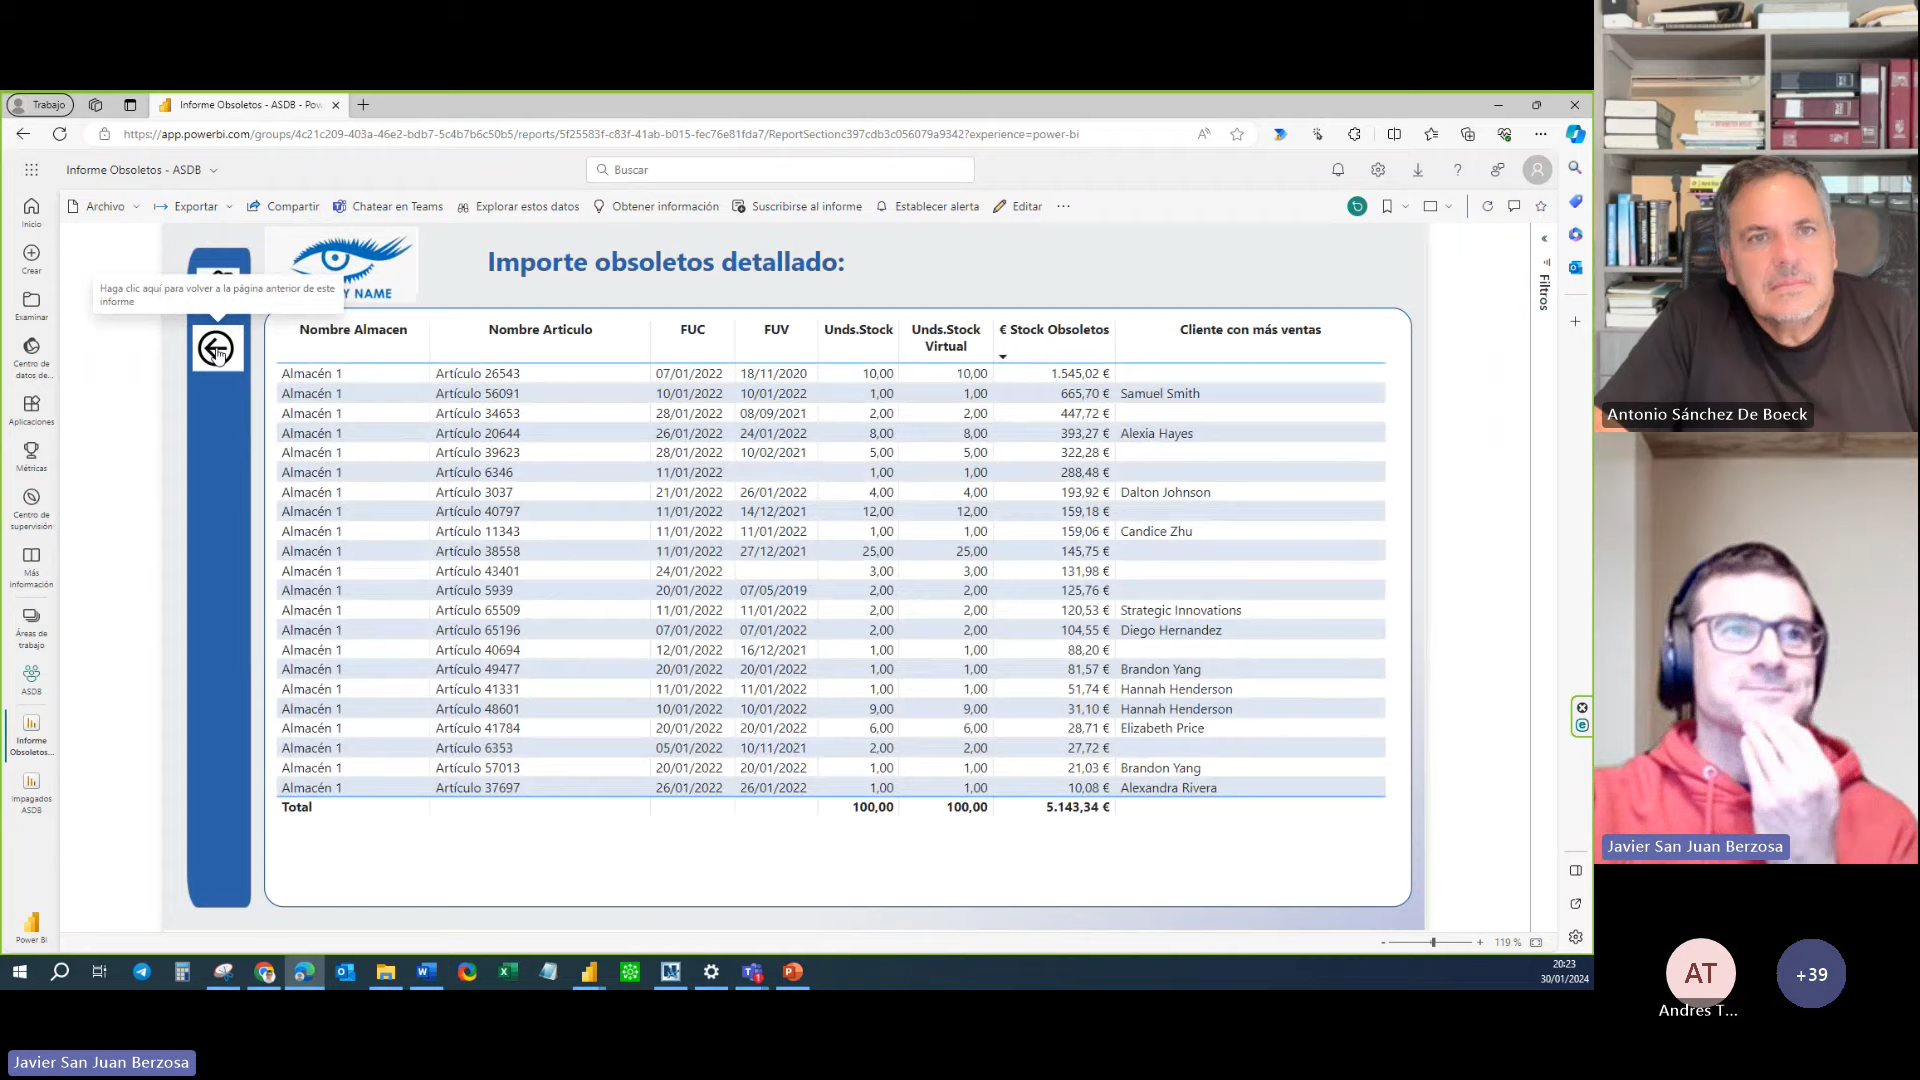 Trabajo
Informe Obsoletos - ASDB - Pow
https://app.powerbi.com/groups/4c21c209-403a-46e2-bdb7-5c4b7b6c50b5/reports/5f25583f-c83f-41ab-b015-fec76e81fda7/ReportSectionc397cdb3c056079a9342?experience=power-bi
Informe Obsoletos - ASDB
Buscar
Archivo
Exportar
Compartir
Chatear en Teams
Explorar estos datos
Obtener información
Suscribirse al informe
Establecer alerta
Editar
Inicio
Crear
Examinar
Centro de datos de...
Aplicaciones
Métricas
Centro de supervisión
Más información
Áreas de trabajo
ASDB
Informe Obsoletos...
Impagados ASDB
Power BI
Y NAME
Importe obsoletos detallado:
Haga clic aquí para volver a la página anterior de este
informe
Filtros
Nombre Almacen Nombre Articulo FUC FUV Unds.Stock Unds.Stock Virtual € Stock Obsoletos Cliente con más ventas
Almacén 1 Artículo 26543 07/01/2022 18/11/2020 10,00 10,00 1.545,02 €
Almacén 1 Artículo 56091 10/01/2022 10/01/2022 1,00 1,00 665,70 € Samuel Smith
Almacén 1 Artículo 34653 28/01/2022 08/09/2021 2,00 2,00 447,72 €
Almacén 1 Artículo 20644 26/01/2022 24/01/2022 8,00 8,00 393,27 € Alexia Hayes
Almacén 1 Artículo 39623 28/01/2022 10/02/2021 5,00 5,00 322,28 €
Almacén 1 Artículo 6346 11/01/2022 1,00 1,00 288,48 €
Almacén 1 Artículo 3037 21/01/2022 26/01/2022 4,00 4,00 193,92 € Dalton Johnson
Almacén 1 Artículo 40797 11/01/2022 14/12/2021 12,00 12,00 159,18 €
Almacén 1 Artículo 11343 11/01/2022 11/01/2022 1,00 1,00 159,06 € Candice Zhu
Almacén 1 Artículo 38558 11/01/2022 27/12/2021 25,00 25,00 145,75 €
Almacén 1 Artículo 43401 24/01/2022 3,00 3,00 131,98 €
Almacén 1 Artículo 5939 20/01/2022 07/05/2019 2,00 2,00 125,76 €
Almacén 1 Artículo 65509 11/01/2022 11/01/2022 2,00 2,00 120,53 € Strategic Innovations
Almacén 1 Artículo 65196 07/01/2022 07/01/2022 2,00 2,00 104,55 € Diego Hernandez
Almacén 1 Artículo 40694 12/01/2022 16/12/2021 1,00 1,00 88,20 €
Almacén 1 Artículo 49477 20/01/2022 20/01/2022 1,00 1,00 81,57 € Brandon Yang
Almacén 1 Artículo 41331 11/01/2022 11/01/2022 1,00 1,00 51,74 € Hannah Henderson
Almacén 1 Artículo 48601 10/01/2022 10/01/2022 9,00 9,00 31,10 € Hannah Henderson
Almacén 1 Artículo 41784 20/01/2022 20/01/2022 6,00 6,00 28,71 € Elizabeth Price
Almacén 1 Artículo 6353 05/01/2022 10/11/2021 2,00 2,00 27,72 €
Almacén 1 Artículo 57013 20/01/2022 20/01/2022 1,00 1,00 21,03 € Brandon Yang
Almacén 1 Artículo 37697 26/01/2022 26/01/2022 1,00 1,00 10,08 € Alexandra Rivera
Total 100,00 100,00 5.143,34 €
119 %
20:23
30/01/2024
Antonio Sánchez De Boeck
Javier San Juan Berzosa
AT
Andres T...
+39
Javier San Juan Berzosa